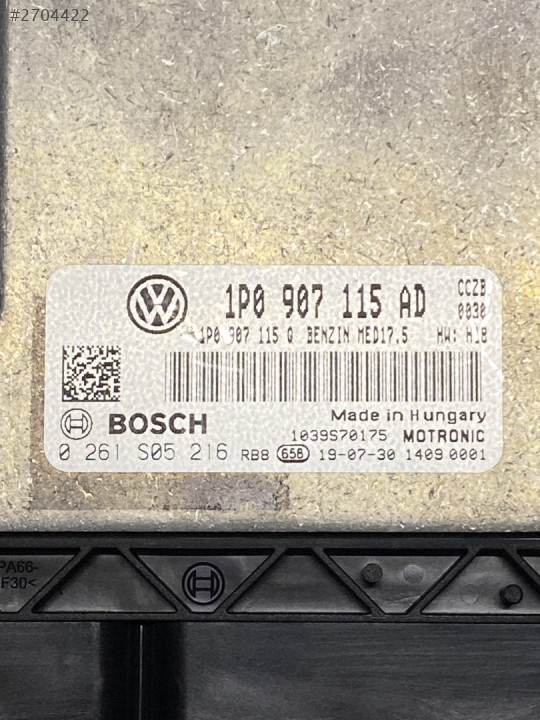 #2704422
1P0 907 115 AD
CCZB
0030
1P0 907 115 Q BENZIN MED17.5 HW: H18
BOSCH
Made in Hungary
1039S70175 MOTRONIC
0 261 S05 216 RB8 658 19-07-30 1409 0001
PA66-
F30<